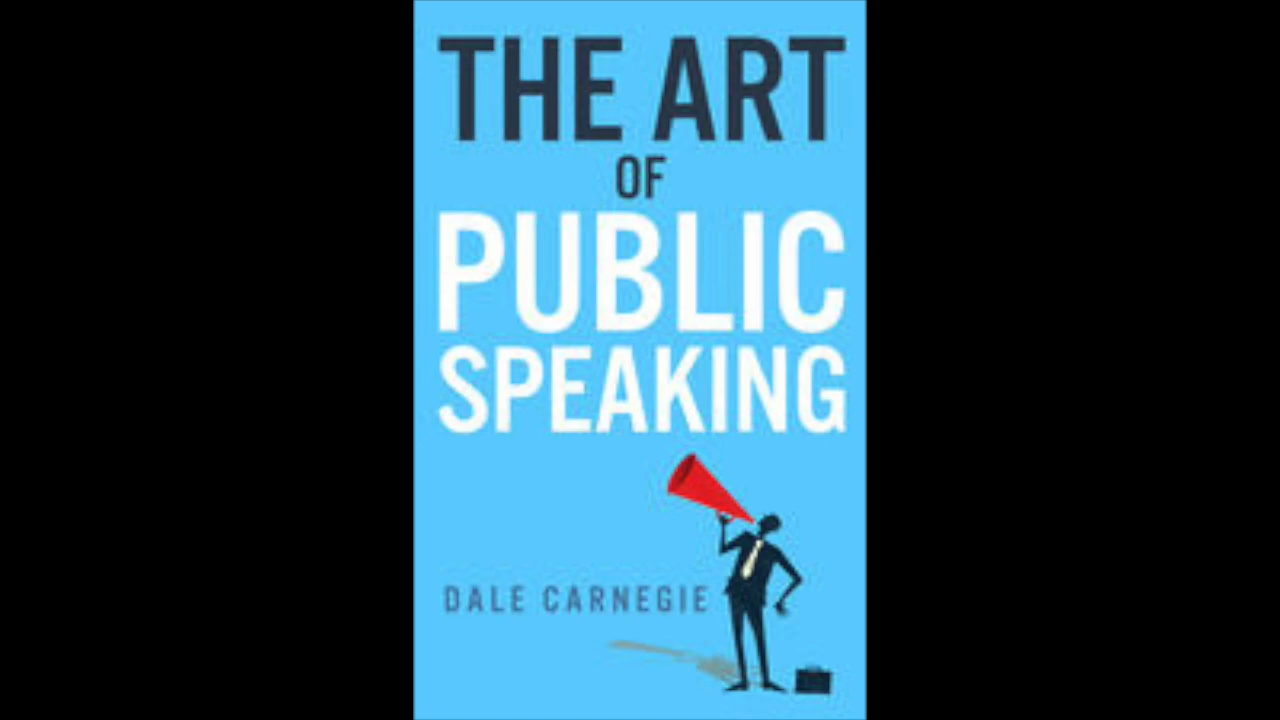 THE ART
OF
PUBLIC
SPEAKING
DALE CARNEGIE